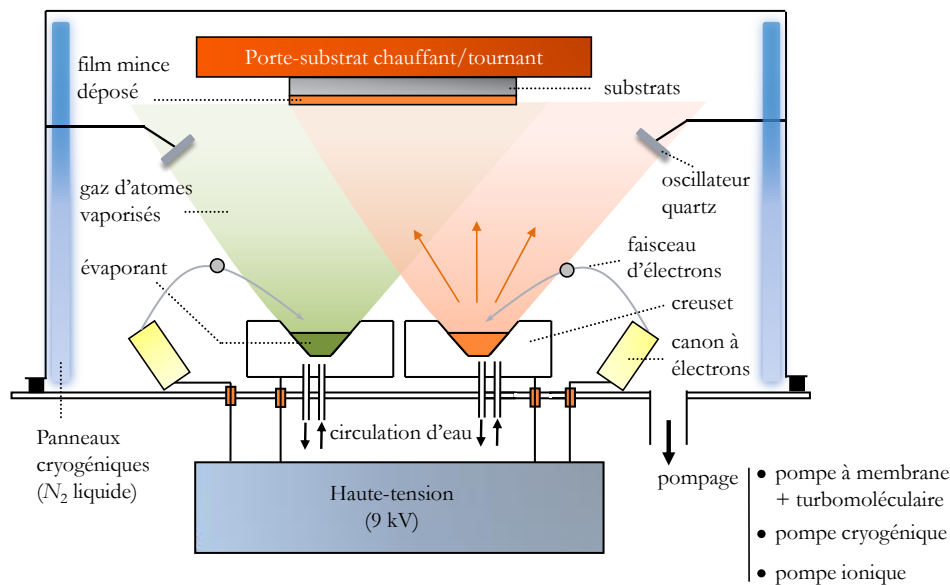 Porte-substrat chauffant/tournant
film mince
déposé
substrats
gaz d'atomes
vaporisés
oscillateur
quartz
faisceau
d'électrons
évaporant
creuset
canon à
électrons
Panneaux
cryogéniques
(N₂ liquide)
circulation d'eau
pompage
Haute-tension
(9 kV)
● pompe à membrane
+ turbomoléculaire
● pompe cryogénique
● pompe ionique